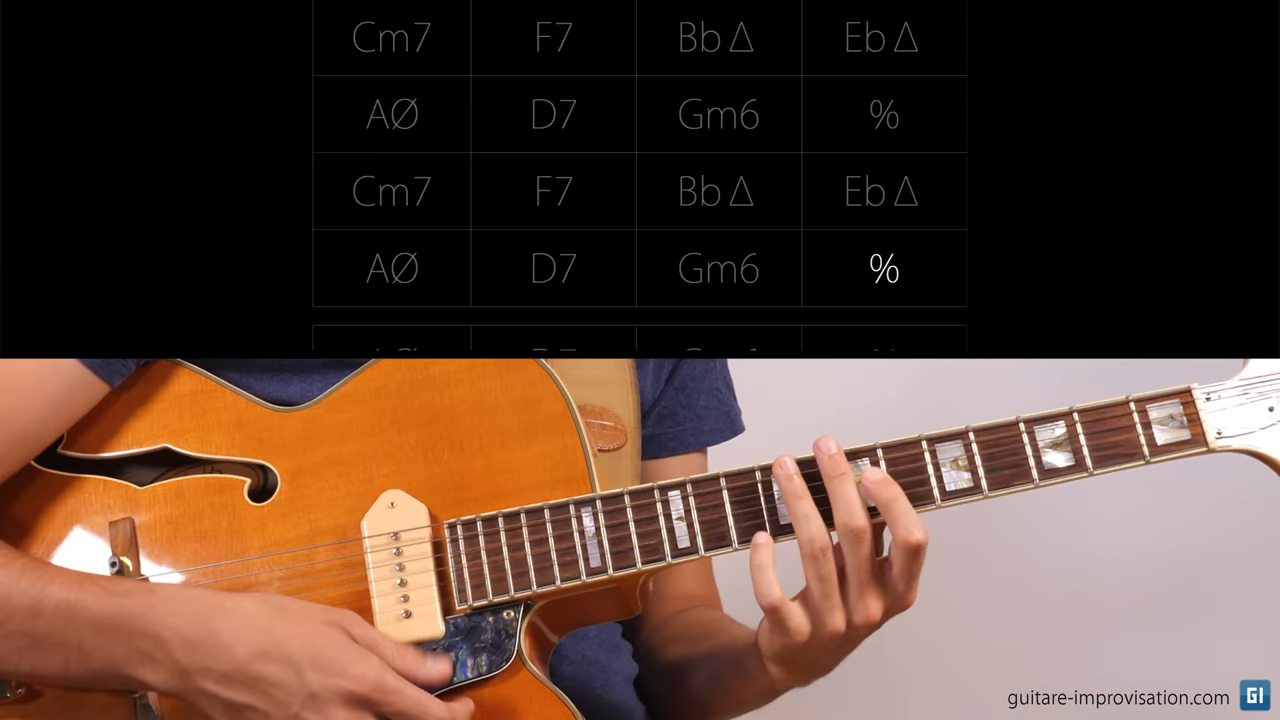 Cm7 F7 Bb Δ Eb Δ
AØ D7 Gm6 %
Cm7 F7 Bb Δ Eb Δ
AØ D7 Gm6 %
guitare-improvisation.com GI